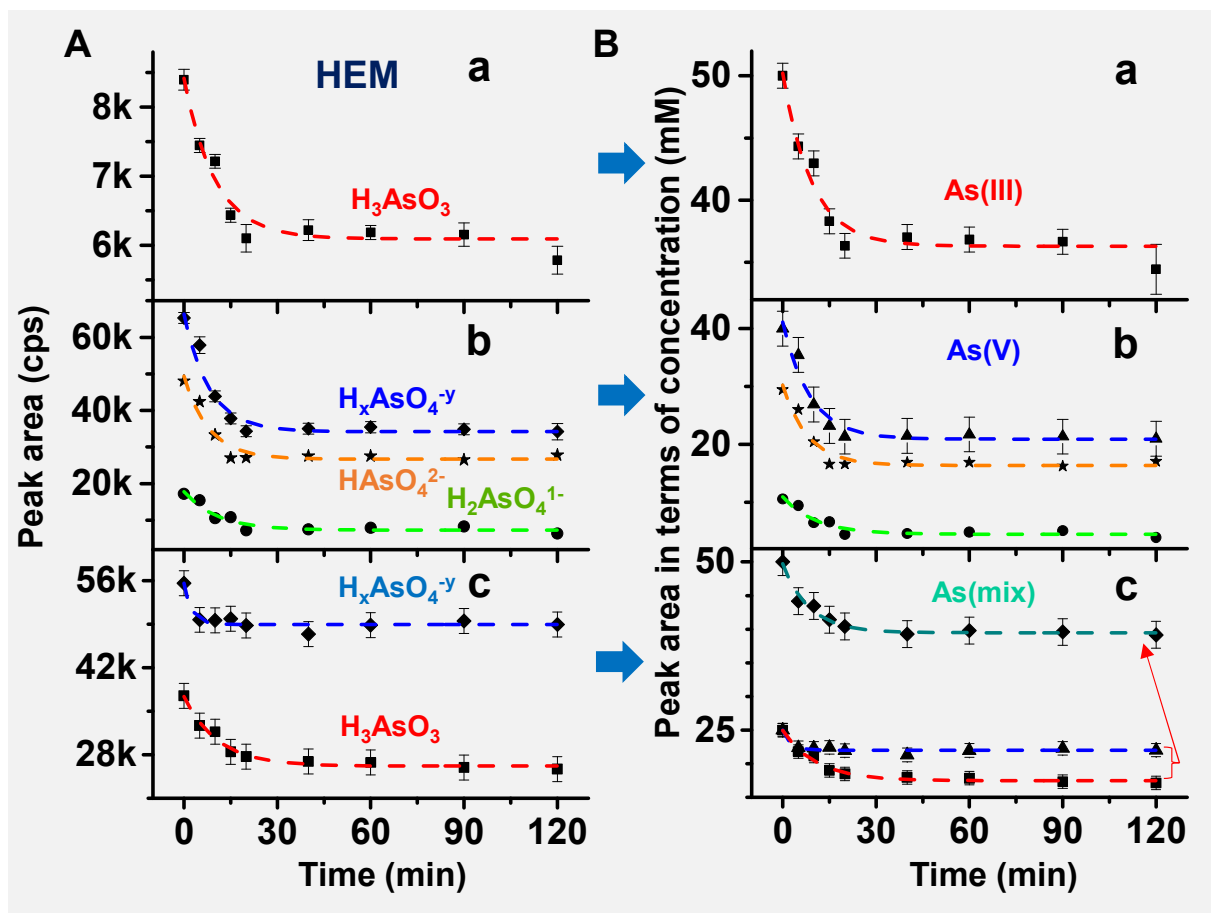 A
HEM
a
8k
7k
6k
H₃AsO₃
b
60k
40k
20k
HₓAsO₄⁻ʸ
HAsO₄²⁻
H₂AsO₄¹⁻
c
56k
42k
28k
HₓAsO₄⁻ʸ
H₃AsO₃
0 30 60 90 120
Time (min)
Peak area (cps)
B
a
50
40
As(III)
b
40
20
As(V)
c
50
25
As(mix)
0 30 60 90 120
Time (min)
Peak area in terms of concentration (mM)